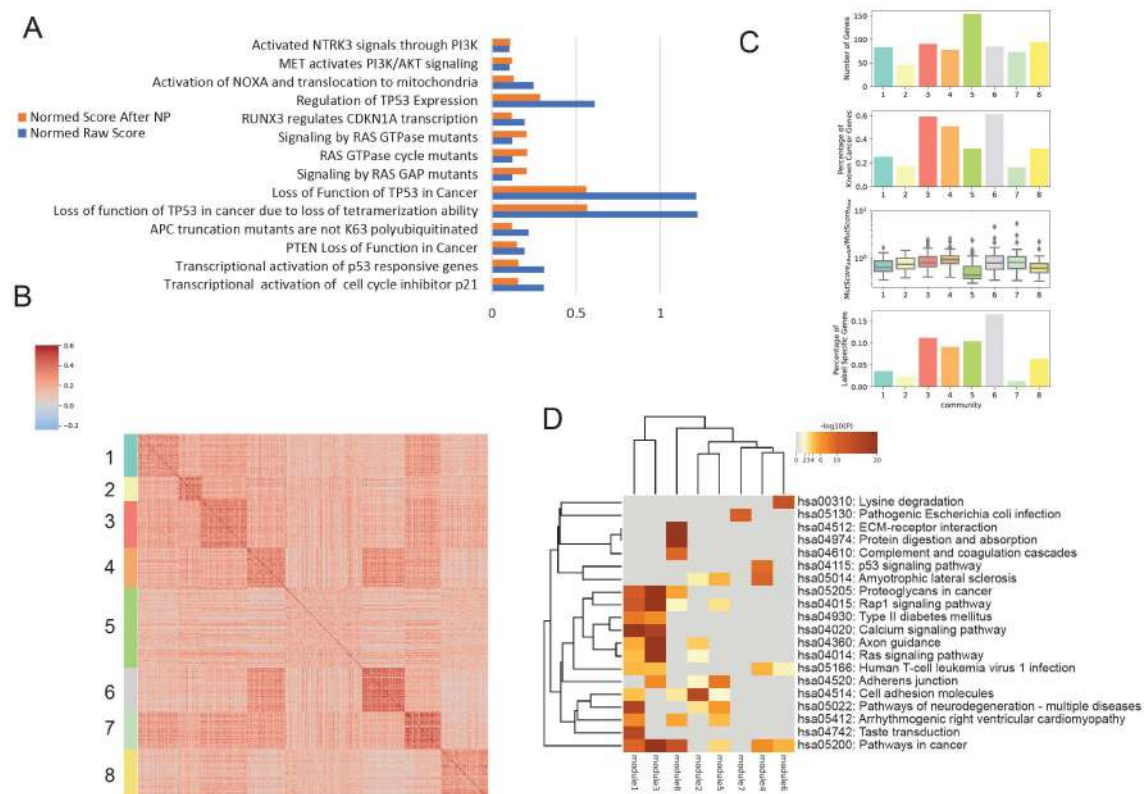 A
Activated NTRK3 signals through PI3K
MET activates PI3K/AKT signaling
Activation of NOXA and translocation to mitochondria
Regulation of TP53 Expression
RUNX3 regulates CDKN1A transcription
Signaling by RAS GTPase mutants
RAS GTPase cycle mutants
Signaling by RAS GAP mutants
Loss of Function of TP53 in Cancer
Loss of function of TP53 in cancer due to loss of tetramerization ability
APC truncation mutants are not K63 polyubiquitinated
PTEN Loss of Function in Cancer
Transcriptional activation of p53 responsive genes
Transcriptional activation of cell cycle inhibitor p21
Normed Score After NP
Normed Raw Score
0 0.5 1
B
0.6
0.4
0.2
0.0
-0.2
1
2
3
4
5
6
7
8
C
Number of Genes
150
100
50
0
1 2 3 4 5 6 7 8
Percentage of
Known Cancer Genes
0.6
0.4
0.2
0.0
1 2 3 4 5 6 7 8
10¹
10⁰
1 2 3 4 5 6 7 8
Percentage of
Label Specific Genes
0.15
0.10
0.05
0.00
1 2 3 4 5 6 7 8
community
D
-log10(P)
0 2 3 4 6 10 20
hsa00310: Lysine degradation
hsa05130: Pathogenic Escherichia coli infection
hsa04512: ECM-receptor interaction
hsa04974: Protein digestion and absorption
hsa04610: Complement and coagulation cascades
hsa04115: p53 signaling pathway
hsa05014: Amyotrophic lateral sclerosis
hsa05205: Proteoglycans in cancer
hsa04015: Rap1 signaling pathway
hsa04930: Type II diabetes mellitus
hsa04020: Calcium signaling pathway
hsa04360: Axon guidance
hsa04014: Ras signaling pathway
hsa05166: Human T-cell leukemia virus 1 infection
hsa04520: Adherens junction
hsa04514: Cell adhesion molecules
hsa05022: Pathways of neurodegeneration - multiple diseases
hsa05412: Arrhythmogenic right ventricular cardiomyopathy
hsa04742: Taste transduction
hsa05200: Pathways in cancer
module1
module3
module8
module2
module5
module7
module4
module6